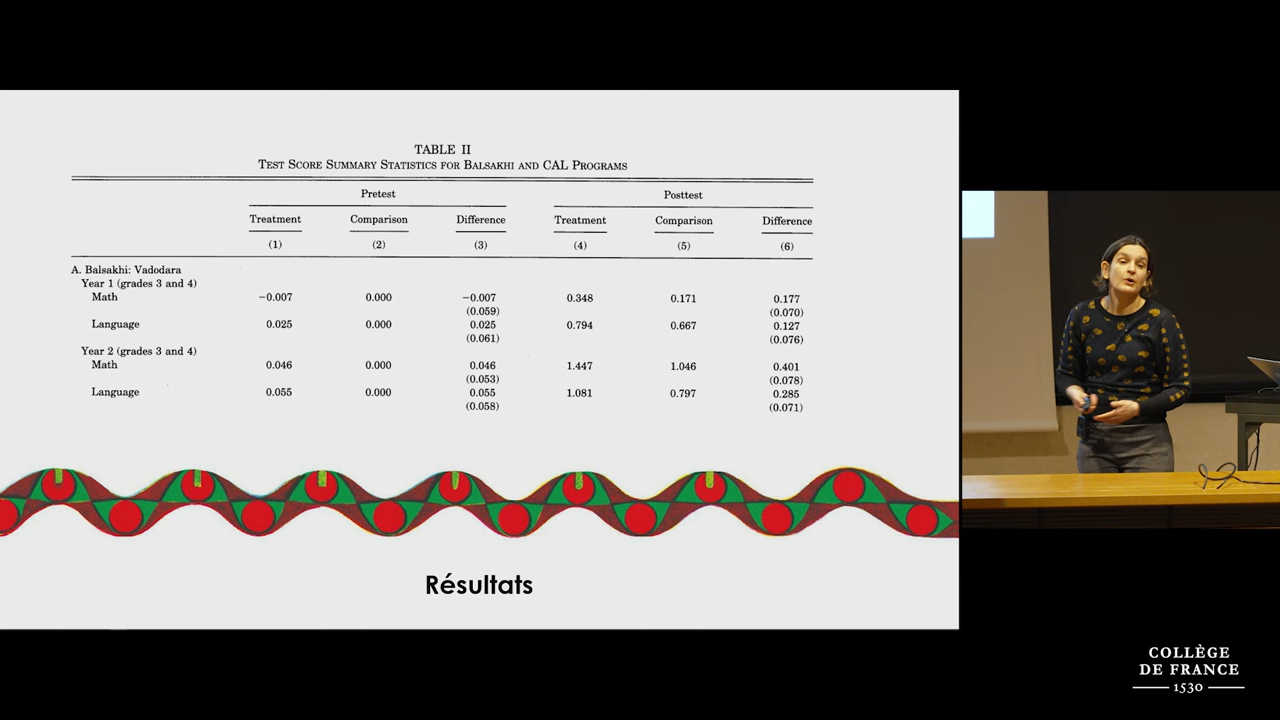 TABLE II
TEST SCORE SUMMARY STATISTICS FOR BALSAKHI AND CAL PROGRAMS
Pretest Posttest
Treatment Comparison Difference Treatment Comparison Difference
(1) (2) (3) (4) (5) (6)
A. Balsakhi: Vadodara
Year 1 (grades 3 and 4)
Math −0.007 0.000 −0.007 0.348 0.171 0.177
(0.059) (0.070)
Language 0.025 0.000 0.025 0.794 0.667 0.127
(0.061) (0.076)
Year 2 (grades 3 and 4)
Math 0.046 0.000 0.046 1.447 1.046 0.401
(0.053) (0.078)
Language 0.055 0.000 0.055 1.081 0.797 0.285
(0.058) (0.071)
Résultats
COLLÈGE
DE FRANCE
1530